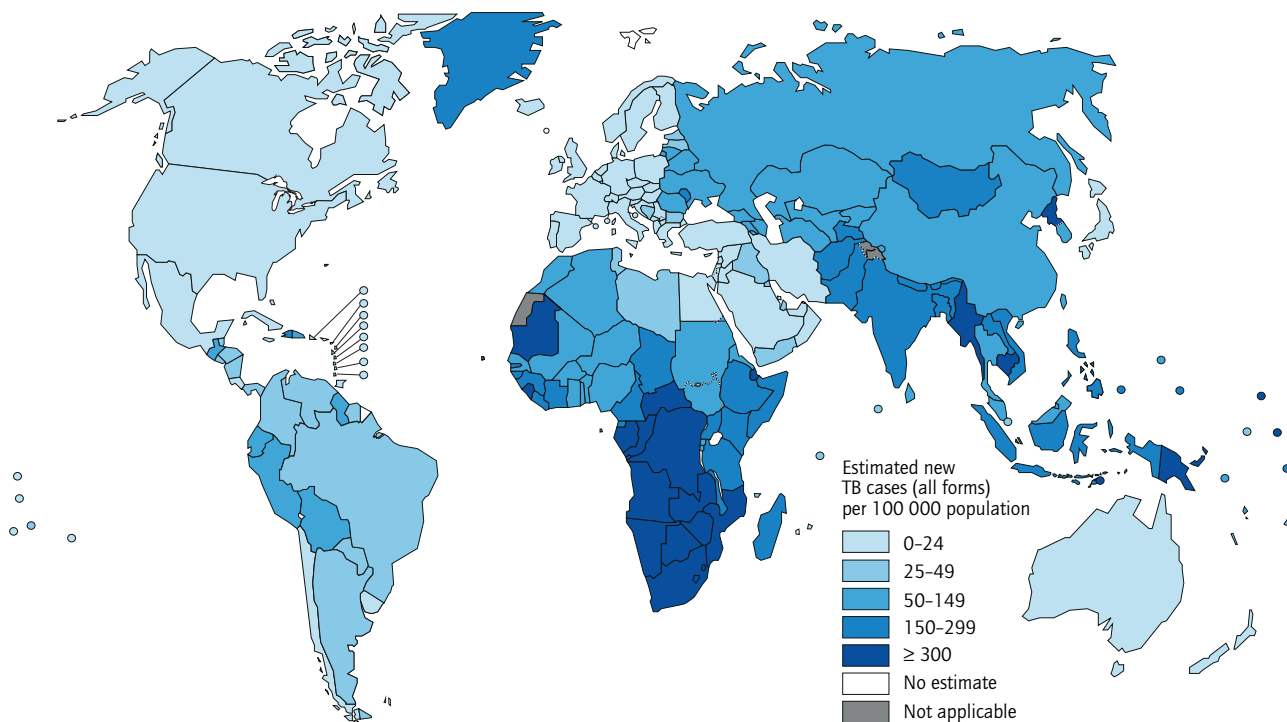 Estimated new
TB cases (all forms)
per 100 000 population
0–24
25–49
50–149
150–299
≥ 300
No estimate
Not applicable